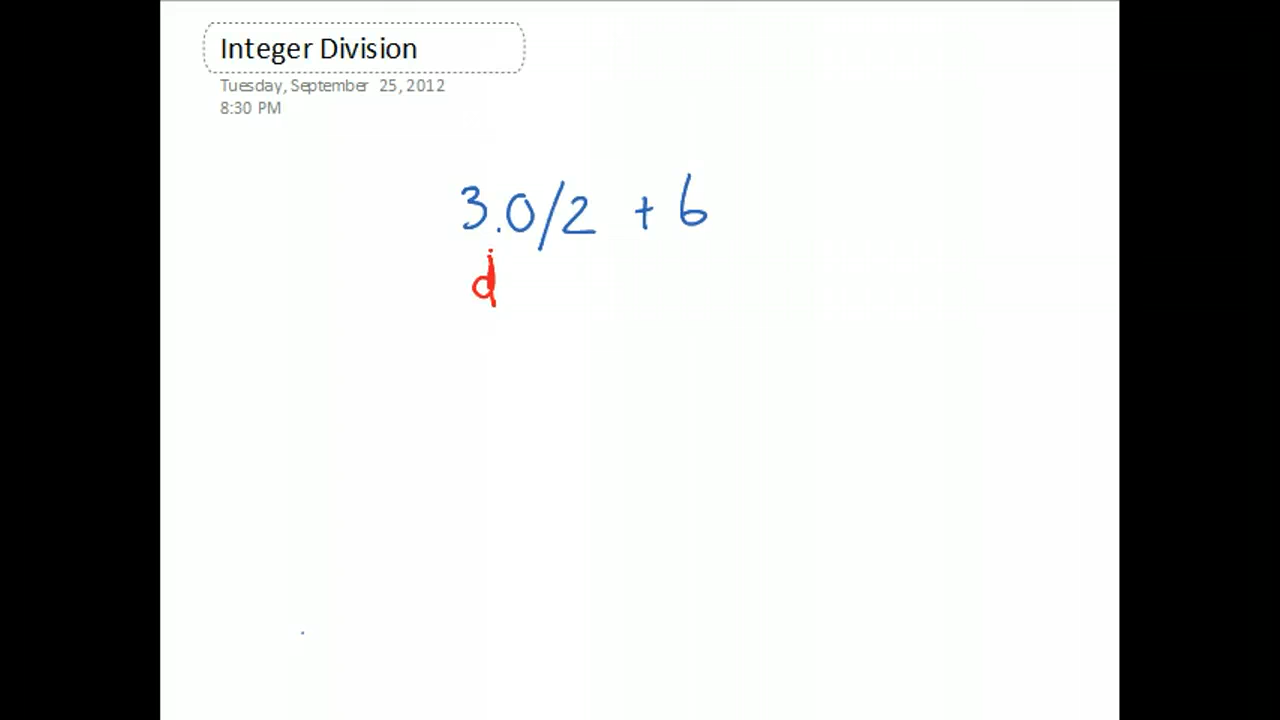 Integer Division
Tuesday, September 25, 2012
8:30 PM
3.0/2 + 6
d